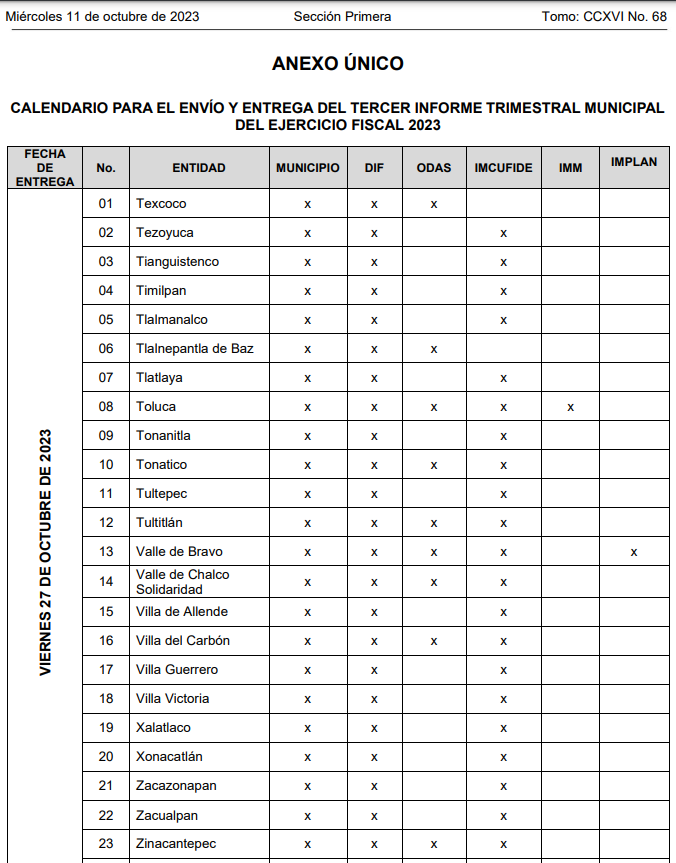 Miércoles 11 de octubre de 2023 Sección Primera Tomo: CCXVI No. 68
ANEXO ÚNICO
CALENDARIO PARA EL ENVÍO Y ENTREGA DEL TERCER INFORME TRIMESTRAL MUNICIPAL
DEL EJERCICIO FISCAL 2023
FECHA DE ENTREGA No. ENTIDAD MUNICIPIO DIF ODAS IMCUFIDE IMM IMPLAN
VIERNES 27 DE OCTUBRE DE 2023
01 Texcoco x x x
02 Tezoyuca x x x
03 Tianguistenco x x x
04 Timilpan x x x
05 Tlalmanalco x x x
06 Tlalnepantla de Baz x x x
07 Tlatlaya x x x
08 Toluca x x x x x
09 Tonanitla x x x
10 Tonatico x x x x
11 Tultepec x x x
12 Tultitlán x x x x
13 Valle de Bravo x x x x x
14 Valle de Chalco Solidaridad x x x x
15 Villa de Allende x x x
16 Villa del Carbón x x x x
17 Villa Guerrero x x x
18 Villa Victoria x x x
19 Xalatlaco x x x
20 Xonacatlán x x x
21 Zacazonapan x x x
22 Zacualpan x x x
23 Zinacantepec x x x x